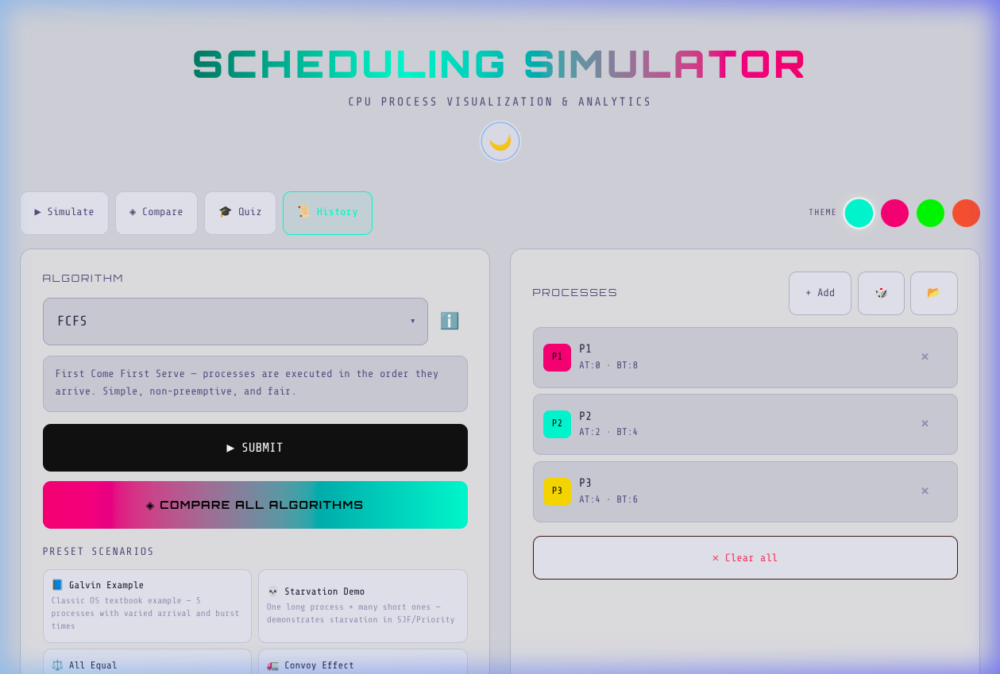 SCHEDULING SIMULATOR
CPU PROCESS VISUALIZATION & ANALYTICS
▶ Simulate
◈ Compare
🎓 Quiz
📜 History
THEME
ALGORITHM
FCFS
First Come First Serve — processes are executed in the order they
arrive. Simple, non-preemptive, and fair.
▶ SUBMIT
◈ COMPARE ALL ALGORITHMS
PRESET SCENARIOS
📘 Galvin Example
Classic OS textbook example — 5
processes with varied arrival and burst
times
💀 Starvation Demo
One long process + many short ones —
demonstrates starvation in SJF/Priority
⚖️ All Equal
🚛 Convoy Effect
PROCESSES
+ Add
P1
P1
AT:0 · BT:8
×
P2
P2
AT:2 · BT:4
×
P3
P3
AT:4 · BT:6
×
× Clear all